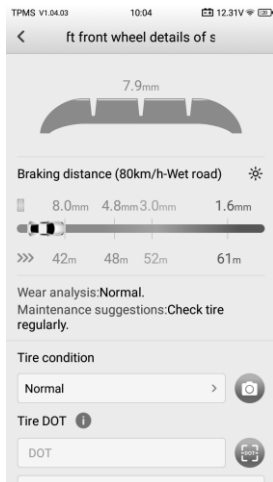 TPMS V1.04.03 10:04 12.31V
ft front wheel details of s
7.9mm
Braking distance (80km/h-Wet road)
8.0mm 4.8mm 3.0mm 1.6mm
>>> 42m 48m 52m 61m
Wear analysis:Normal.
Maintenance suggestions:Check tire
regularly.
Tire condition
Normal
Tire DOT
DOT
DOT